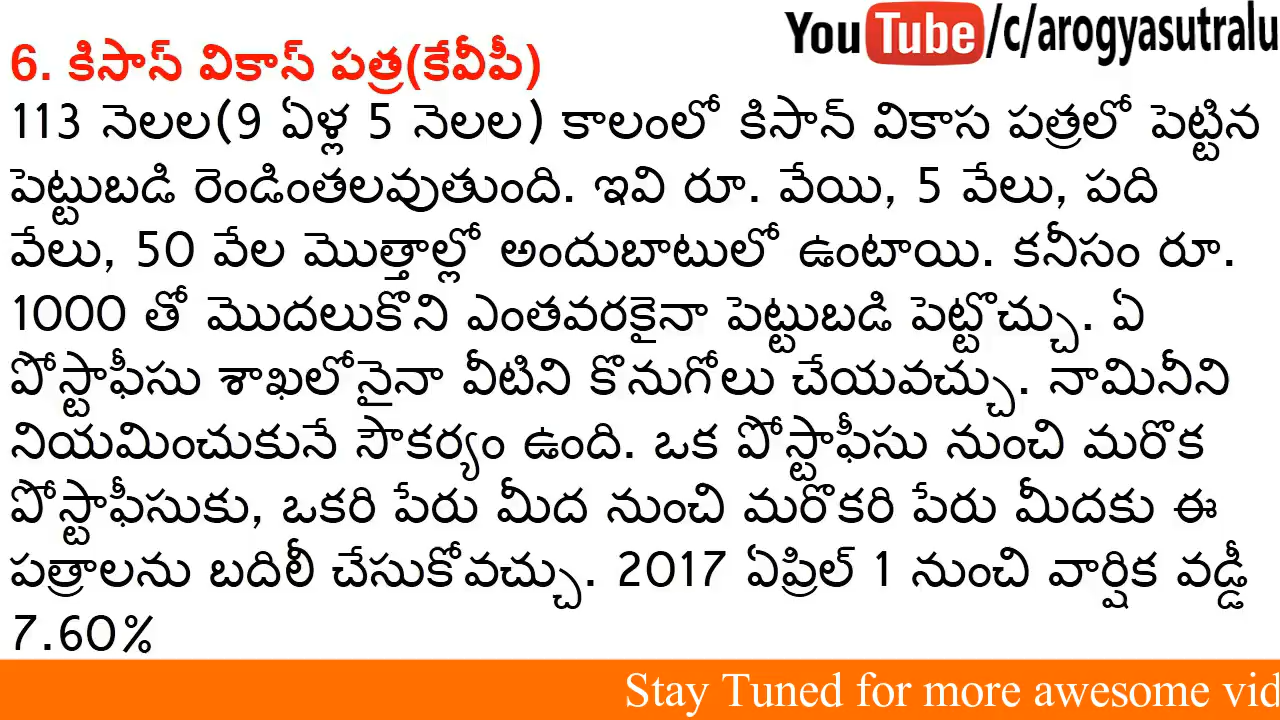 You Tube /c/arogyasutralu
6. కిసాన్ వికాస్ పత్ర(కేవీపీ)
113 నెలల(9 ఏళ్ల 5 నెలల) కాలంలో కిసాన్ వికాస పత్రలో పెట్టిన
పెట్టుబడి రెండింతలవుతుంది. ఇవి రూ. వేయి, 5 వేలు, పది
వేలు, 50 వేల మొత్తాల్లో అందుబాటులో ఉంటాయి. కనీసం రూ.
1000 తో మొదలుకొని ఎంతవరకైనా పెట్టుబడి పెట్టొచ్చు. ఏ
పోస్టాఫీసు శాఖలోనైనా వీటిని కొనుగోలు చేయవచ్చు. నామినీని
నియమించుకునే సౌకర్యం ఉంది. ఒక పోస్టాఫీసు నుంచి మరొక
పోస్టాఫీసుకు, ఒకరి పేరు మీద నుంచి మరొకరి పేరు మీదకు ఈ
పత్రాలను బదిలీ చేసుకోవచ్చు. 2017 ఏప్రిల్ 1 నుంచి వార్షిక వడ్డీ
7.60%
Stay Tuned for more awesome vid